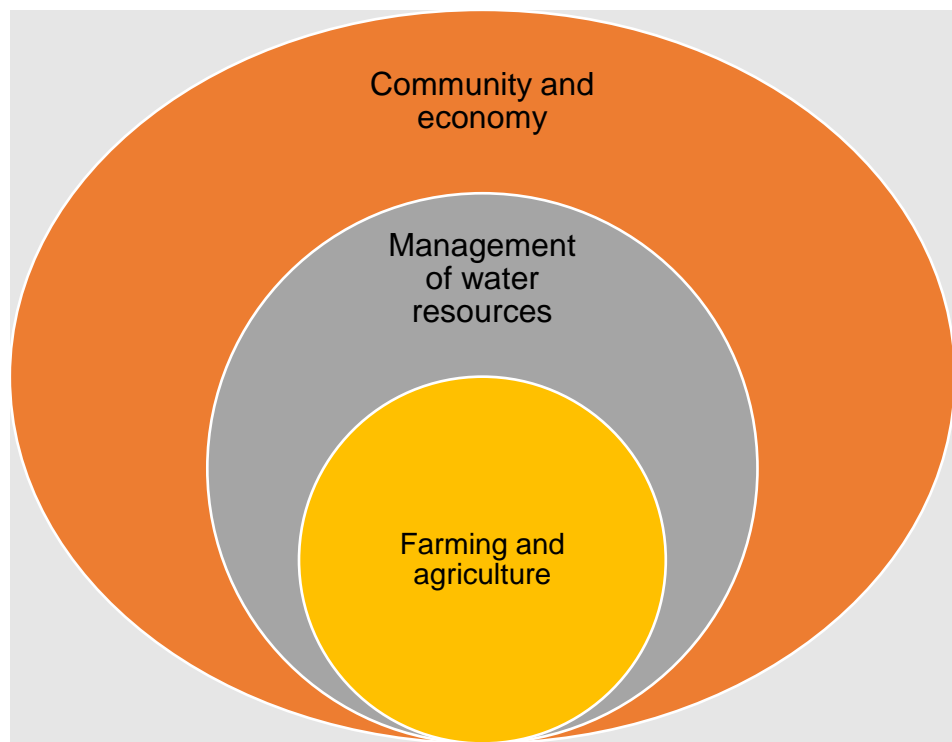 Community and
economy
Management
of water
resources
Farming and
agriculture